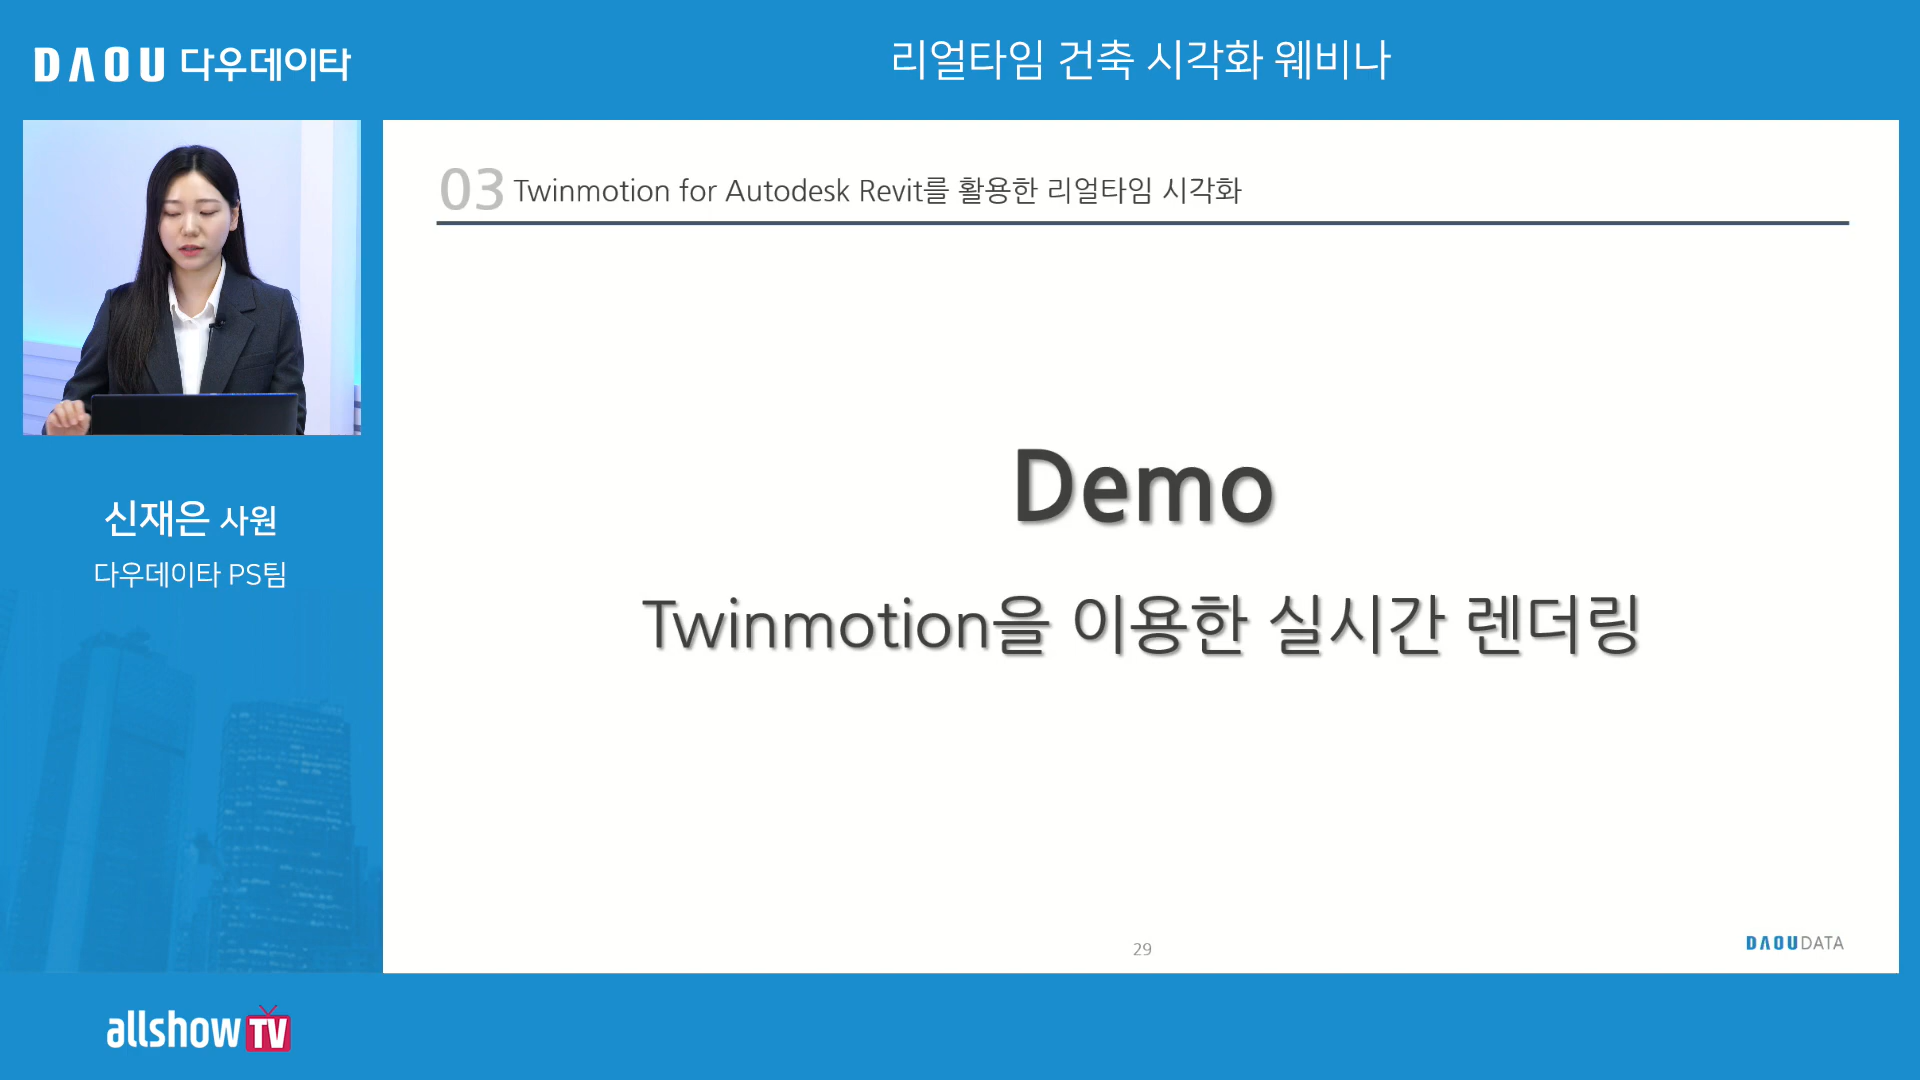 DAOU 다우데이타
리얼타임 건축 시각화 웨비나
신재은 사원
다우데이타 PS팀
03 Twinmotion for Autodesk Revit를 활용한 리얼타임 시각화
Demo
Twinmotion을 이용한 실시간 렌더링
29
DAOUDATA
allshow TV